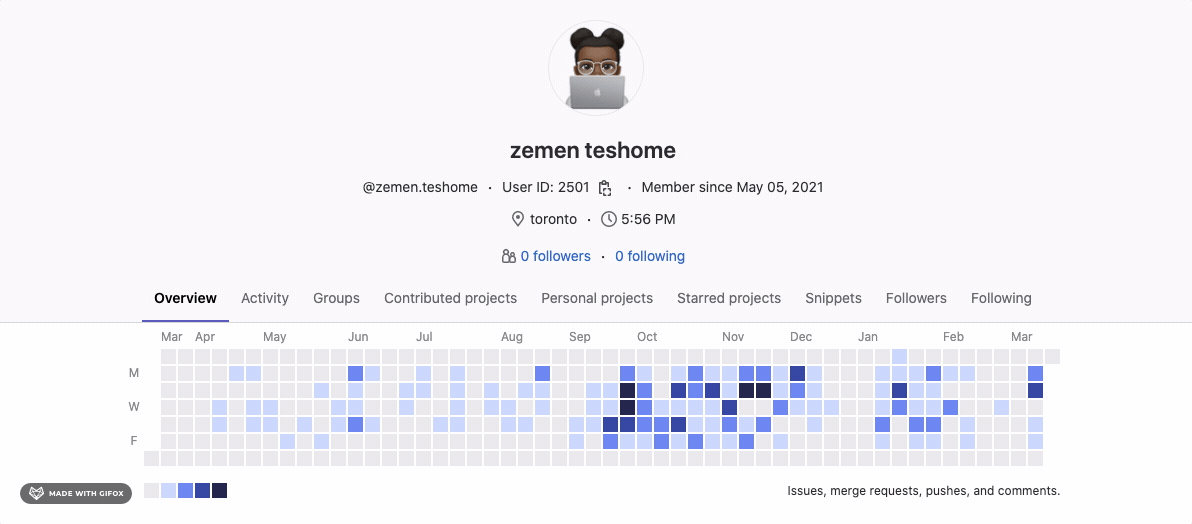 zemen teshome
@zemen.teshome · User ID: 2501 · Member since May 05, 2021
toronto · 5:56 PM
0 followers · 0 following
Overview Activity Groups Contributed projects Personal projects Starred projects Snippets Followers Following
Mar Apr May Jun Jul Aug Sep Oct Nov Dec Jan Feb Mar
M
W
F
MADE WITH GIFOX Issues, merge requests, pushes, and comments.